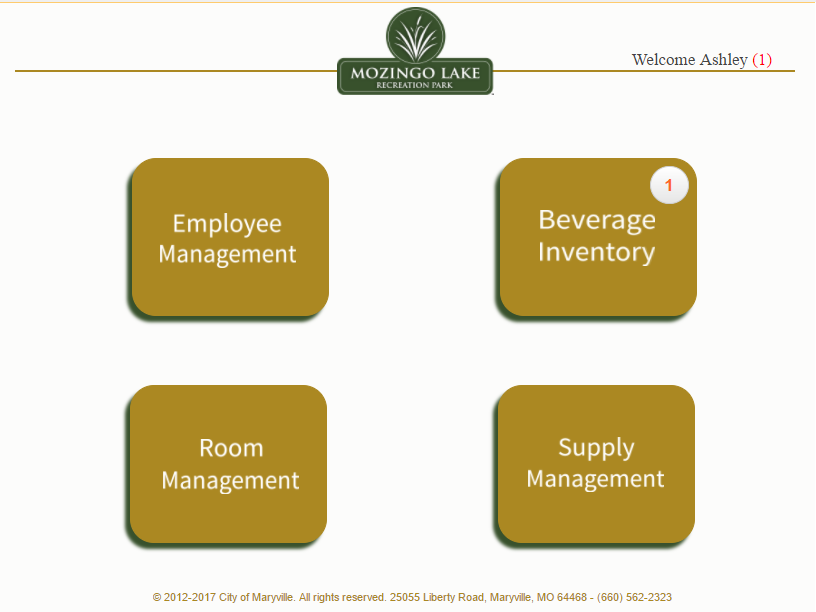 MOZINGO LAKE
RECREATION PARK
Welcome Ashley (1)
Employee
Management
1
Beverage
Inventory
Room
Management
Supply
Management
© 2012-2017 City of Maryville. All rights reserved. 25055 Liberty Road, Maryville, MO 64468 - (660) 562-2323